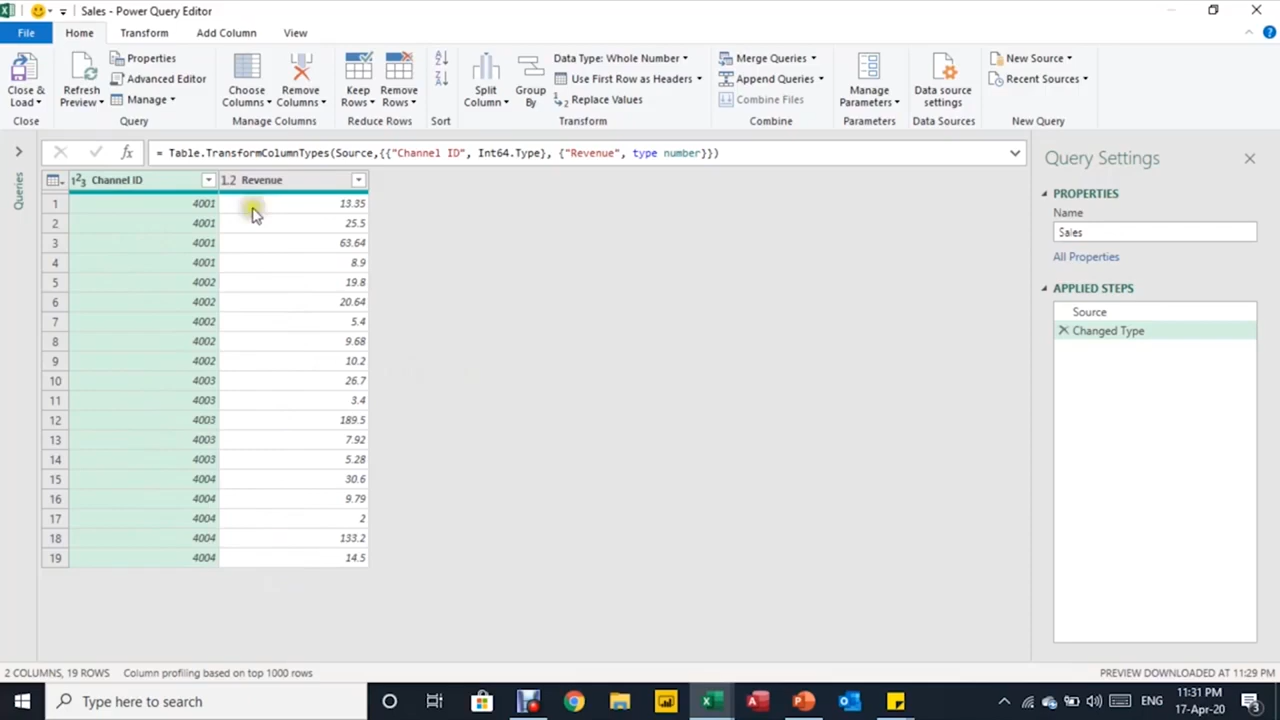 Sales - Power Query Editor
File
Home
Transform
Add Column
View
Close & Load
Close
Refresh Preview
Properties
Advanced Editor
Manage
Query
Choose Columns
Remove Columns
Manage Columns
Keep Rows
Remove Rows
Reduce Rows
Sort
Split Column
Group By
Data Type: Whole Number
Use First Row as Headers
Replace Values
Transform
Merge Queries
Append Queries
Combine Files
Combine
Manage Parameters
Parameters
Data source settings
Data Sources
New Source
Recent Sources
New Query
Queries
fx = Table.TransformColumnTypes(Source,{{"Channel ID", Int64.Type}, {"Revenue", type number}})
123 Channel ID 1.2 Revenue
1 4001 13.35
2 4001 25.5
3 4001 63.64
4 4001 8.9
5 4002 19.8
6 4002 20.64
7 4002 5.4
8 4002 9.68
9 4002 10.2
10 4003 26.7
11 4003 3.4
12 4003 189.5
13 4003 7.92
14 4003 5.28
15 4004 30.6
16 4004 9.79
17 4004 2
18 4004 133.2
19 4004 14.5
Query Settings
PROPERTIES
Name
Sales
All Properties
APPLIED STEPS
Source
Changed Type
2 COLUMNS, 19 ROWS Column profiling based on top 1000 rows
PREVIEW DOWNLOADED AT 11:29 PM
Type here to search
ENG
11:31 PM
17-Apr-20
3